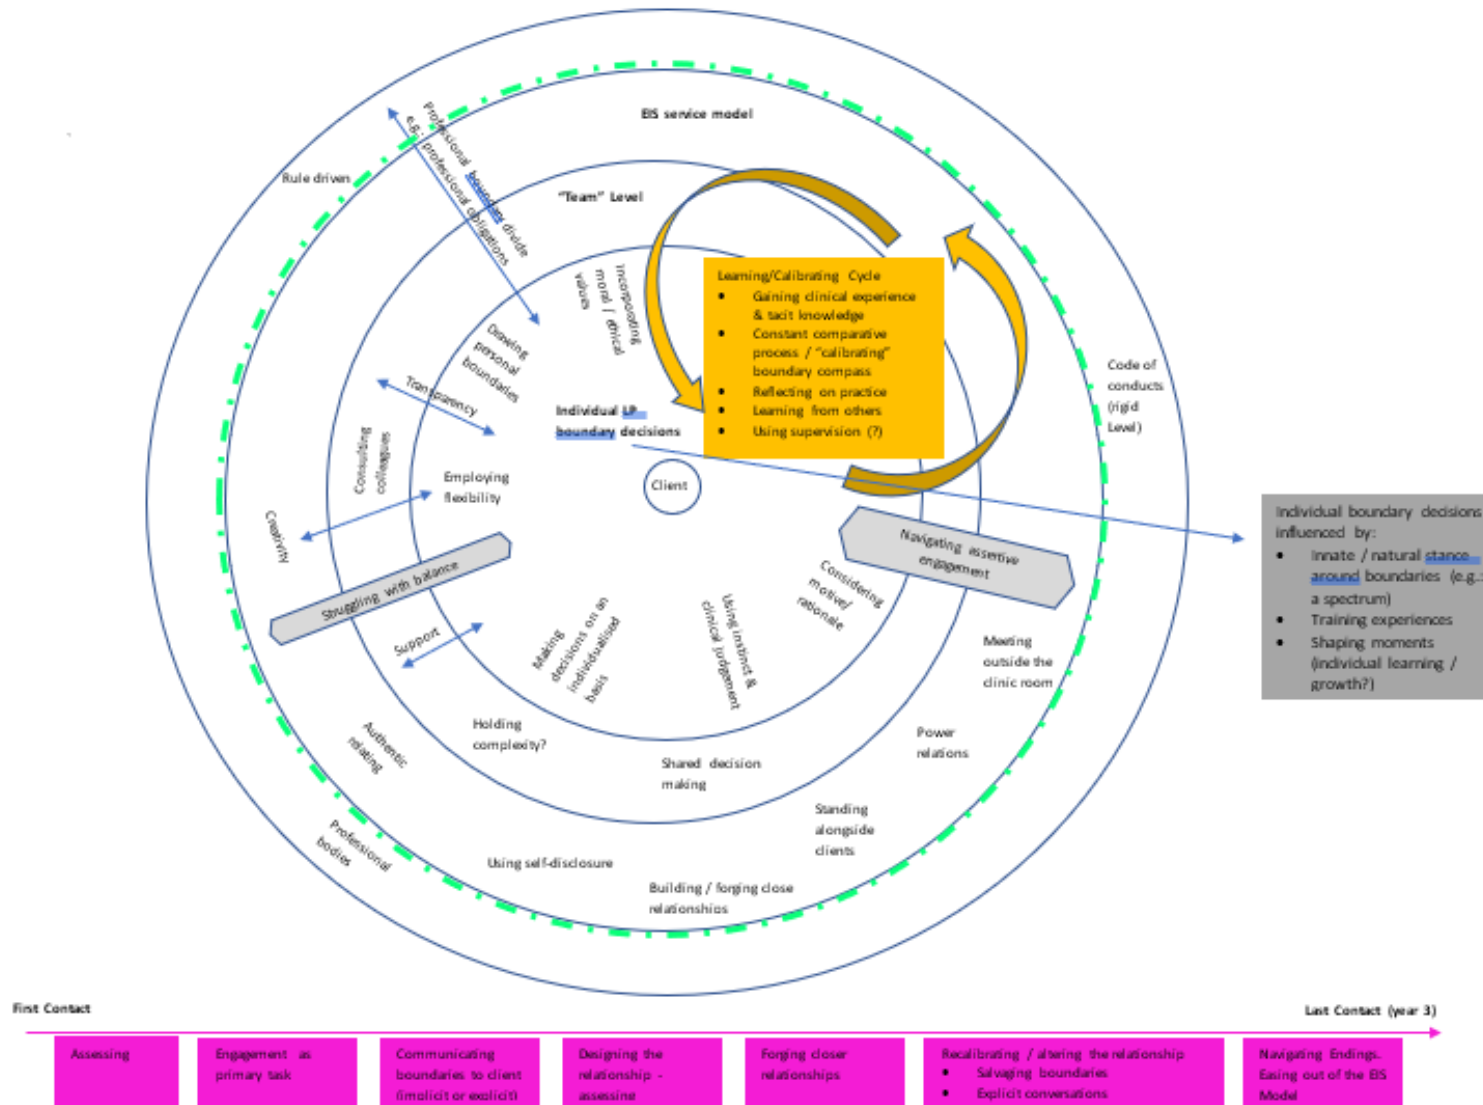 EIS service model
Professional boundary divide
e.g.: professional obligations
Rule driven
"Team" Level
Incorporating
moral / ethical
values
Drawing
personal
boundaries
Transparency
Individual LP
boundary decisions
Client
Learning/Calibrating Cycle
• Gaining clinical experience
& tacit knowledge
• Constant comparative
process / "calibrating"
boundary compass
• Reflecting on practice
• Learning from others
• Using supervision (?)
Code of
conducts
(rigid
Level)
Consulting
colleagues
Employing
flexibility
Creativity
Struggling with balance
Support
Navigating assertive
engagement
Considering
motive/
rationale
Using instinct &
clinical judgement
Making
decisions on an
individualised
basis
Individual boundary decisions
influenced by:
• Innate / natural stance
around boundaries (e.g.:
a spectrum)
• Training experiences
• Shaping moments
(individual learning /
growth?)
Meeting
outside the
clinic room
Power
relations
Holding
complexity?
Shared decision
making
Authentic
relating
Standing
alongside
clients
Professional
bodies
Using self-disclosure
Building / forging close
relationships
First Contact
Last Contact (year 3)
Assessing
Engagement as
primary task
Communicating
boundaries to client
(implicit or explicit)
Designing the
relationship -
assessing
Forging closer
relationships
Recalibrating / altering the relationship
• Salvaging boundaries
• Explicit conversations
Navigating Endings.
Easing out of the EIS
Model